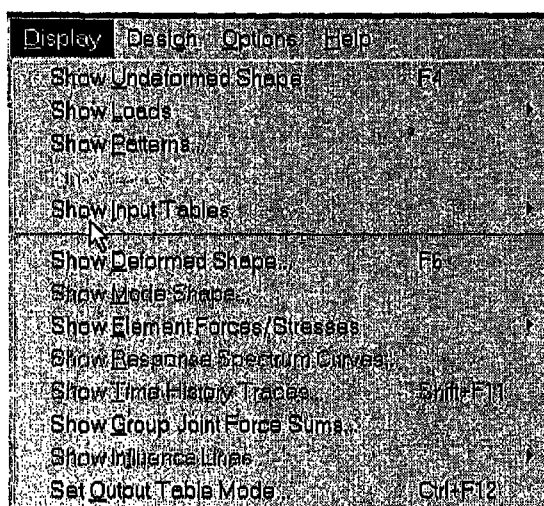 Display Design Options Help
Show Undeformed Shape F4
Show Loads
Show Patterns...
Show Input Tables
Show Deformed Shape... F6
Show Mode Shape...
Show Element Forces/Stresses
Show Response Spectrum Curves...
Show Time History Traces... Shift+F11
Show Group Joint Force Sums...
Show Influence Lines
Set Output Table Mode... Ctrl+F12